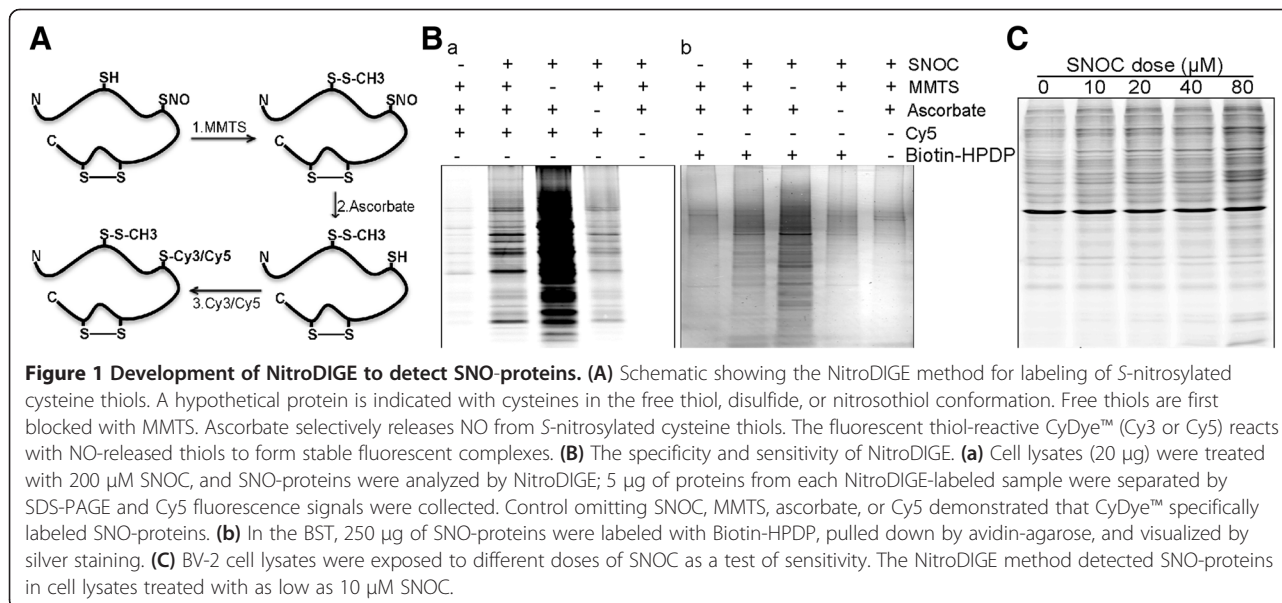 A
SH
N
SNO
C
S
S
1.MMTS
S-S-CH3
N
SNO
C
S
S
2.Ascorbate
S-S-CH3
N
SH
C
S
S
3.Cy3/Cy5
S-S-CH3
N
S-Cy3/Cy5
C
S
S
B
a
- + + + +
+ + - + +
+ + + - +
+ + + + -
- - - - -
b
- + + + + SNOC
+ + - + + MMTS
+ + + - + Ascorbate
- - - - - Cy5
+ + + + - Biotin-HPDP
C
SNOC dose (µM)
0 10 20 40 80
Figure 1 Development of NitroDIGE to detect SNO-proteins. (A) Schematic showing the NitroDIGE method for labeling of S-nitrosylated
cysteine thiols. A hypothetical protein is indicated with cysteines in the free thiol, disulfide, or nitrosothiol conformation. Free thiols are first
blocked with MMTS. Ascorbate selectively releases NO from S-nitrosylated cysteine thiols. The fluorescent thiol-reactive CyDye™ (Cy3 or Cy5) reacts
with NO-released thiols to form stable fluorescent complexes. (B) The specificity and sensitivity of NitroDIGE. (a) Cell lysates (20 µg) were treated
with 200 µM SNOC, and SNO-proteins were analyzed by NitroDIGE; 5 µg of proteins from each NitroDIGE-labeled sample were separated by
SDS-PAGE and Cy5 fluorescence signals were collected. Control omitting SNOC, MMTS, ascorbate, or Cy5 demonstrated that CyDye™ specifically
labeled SNO-proteins. (b) In the BST, 250 µg of SNO-proteins were labeled with Biotin-HPDP, pulled down by avidin-agarose, and visualized by
silver staining. (C) BV-2 cell lysates were exposed to different doses of SNOC as a test of sensitivity. The NitroDIGE method detected SNO-proteins
in cell lysates treated with as low as 10 µM SNOC.